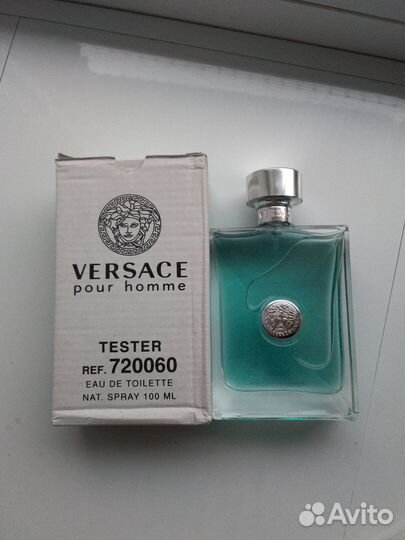 VERSACE
pour homme
TESTER
REF. 720060
EAU DE TOILETTE
NAT. SPRAY 100 ML
Avito